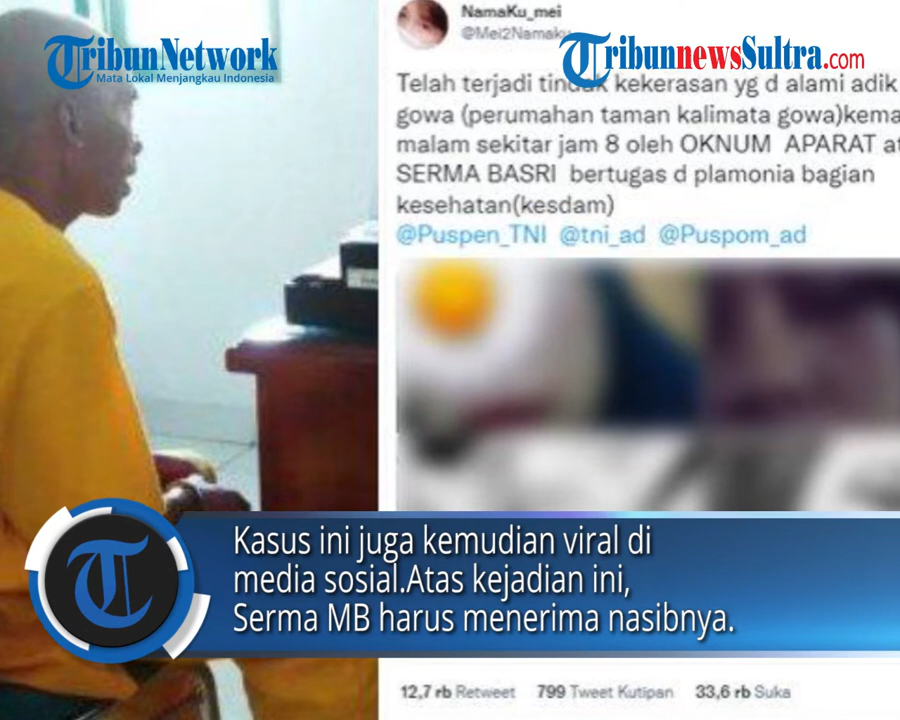 TribunNetwork
Mata Lokal Menjangkau Indonesia
NamaKu_mei
@Mei2Namaku
TribunnewsSultra.com
Telah terjadi tindak kekerasan yg d alami adik
gowa (perumahan taman kalimata gowa)kema
malam sekitar jam 8 oleh OKNUM APARAT at
SERMA BASRI bertugas d plamonia bagian
kesehatan(kesdam)
@Puspen_TNI @tni_ad @Puspom_ad
Kasus ini juga kemudian viral di
media sosial.Atas kejadian ini,
Serma MB harus menerima nasibnya.
12,7 rb Retweet 799 Tweet Kutipan 33,6 rb Suka